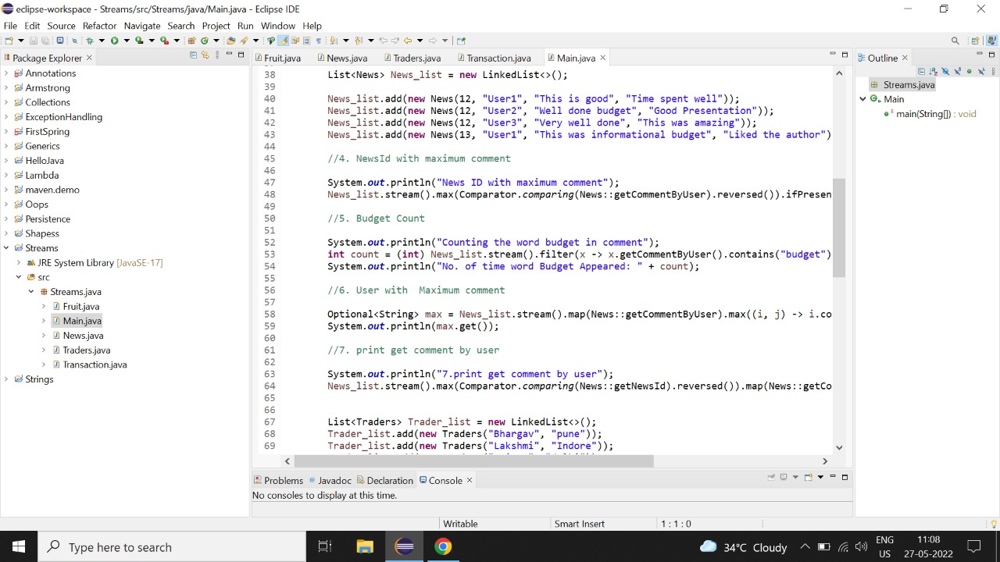 eclipse-workspace - Streams/src/Streams/java/Main.java - Eclipse IDE
File Edit Source Refactor Navigate Search Project Run Window Help
Package Explorer
Annotations
Armstrong
Collections
ExceptionHandling
FirstSpring
Generics
HelloJava
Lambda
maven.demo
Oops
Persistence
Shapess
Streams
JRE System Library [JavaSE-17]
src
Streams.java
Fruit.java
Main.java
News.java
Traders.java
Transaction.java
Strings
Fruit.java News.java Traders.java Transaction.java Main.java
38 List<News> News_list = new LinkedList<>();
39
40 News_list.add(new News(12, "User1", "This is good", "Time spent well"));
41 News_list.add(new News(12, "User2", "Well done budget", "Good Presentation"));
42 News_list.add(new News(12, "User3", "Very well done", "This was amazing"));
43 News_list.add(new News(13, "User1", "This was informational budget", "Liked the author")
44
45 //4. NewsId with maximum comment
46
47 System.out.println("News ID with maximum comment");
48 News_list.stream().max(Comparator.comparing(News::getCommentByUser).reversed()).ifPresen
49
50 //5. Budget Count
51
52 System.out.println("Counting the word budget in comment");
53 int count = (int) News_list.stream().filter(x -> x.getCommentByUser().contains("budget")
54 System.out.println("No. of time word Budget Appeared: " + count);
55
56 //6. User with  Maximum comment
57
58 Optional<String> max = News_list.stream().map(News::getCommentByUser).max((i, j) -> i.co
59 System.out.println(max.get());
60
61 //7. print get comment by user
62
63 System.out.println("7.print get comment by user");
64 News_list.stream().max(Comparator.comparing(News::getNewsId).reversed()).map(News::getCo
65
66
67 List<Traders> Trader_list = new LinkedList<>();
68 Trader_list.add(new Traders("Bhargav", "pune"));
69 Trader_list.add(new Traders("Lakshmi", "Indore"));
Problems Javadoc Declaration Console
No consoles to display at this time.
Outline
Streams.java
Main
main(String[]) : void
Writable Smart Insert 1 : 1 : 0
Type here to search
34°C Cloudy
ENG
US
11:08
27-05-2022